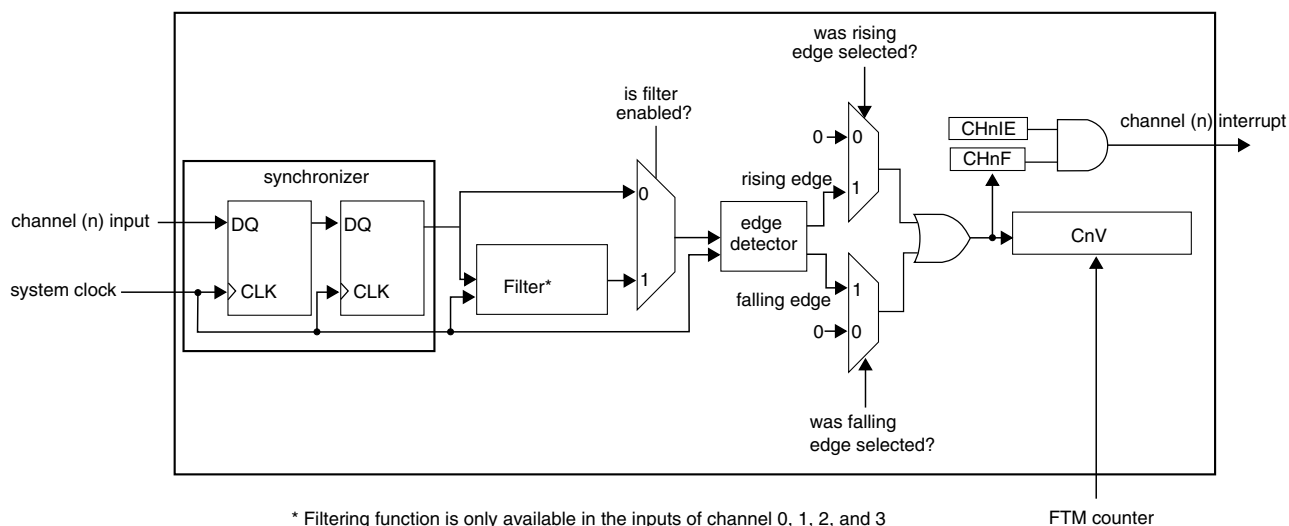 was rising
edge selected?
is filter
enabled?
synchronizer
channel (n) input
system clock
DQ
CLK
DQ
CLK
Filter*
0
1
edge
detector
rising edge
falling edge
0
0
1
1
0
0
was falling
edge selected?
CHnIE
CHnF
channel (n) interrupt
CnV
FTM counter
* Filtering function is only available in the inputs of channel 0, 1, 2, and 3